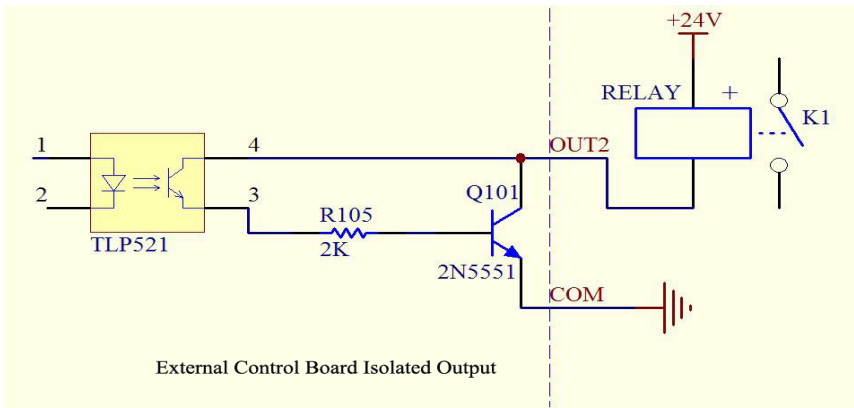 +24V
RELAY
+
K1
1
4
OUT2
2
3
Q101
TLP521
R105
2K
2N5551
COM
External Control Board Isolated Output